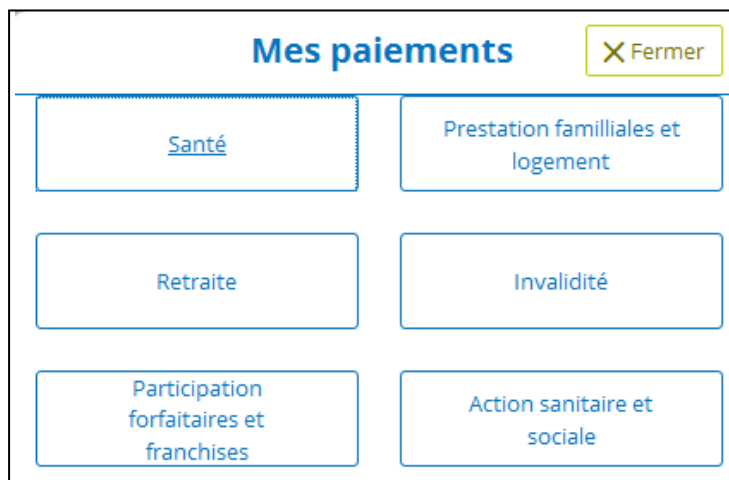 Mes paiements
Fermer
Santé
Prestation familliales et
logement
Retraite
Invalidité
Participation
forfaitaires et
franchises
Action sanitaire et
sociale